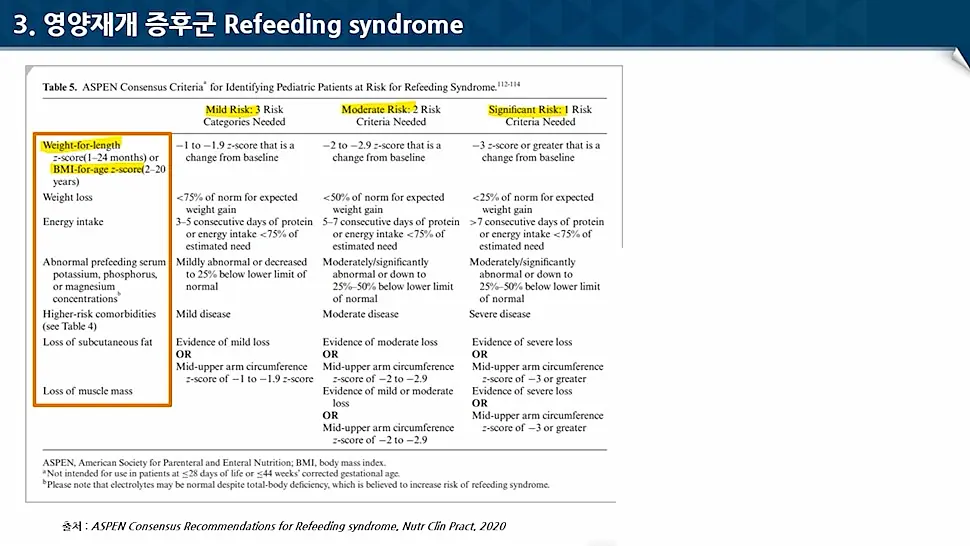 3. 영양재개 증후군 Refeeding syndrome
Table 5. ASPEN Consensus Criteriaª for Identifying Pediatric Patients at Risk for Refeeding Syndrome.112-114
Mild Risk: 3 Risk
Categories Needed
Moderate Risk: 2 Risk
Criteria Needed
Significant Risk: 1 Risk
Criteria Needed
Weight-for-length
z-score(1–24 months) or
BMI-for-age z-score(2–20
years)
−1 to −1.9 z-score that is a
change from baseline
−2 to −2.9 z-score that is a
change from baseline
−3 z-score or greater that is a
change from baseline
Weight loss
<75% of norm for expected
weight gain
<50% of norm for expected
weight gain
<25% of norm for expected
weight gain
Energy intake
3–5 consecutive days of protein
or energy intake <75% of
estimated need
5–7 consecutive days of protein
or energy intake <75% of
estimated need
>7 consecutive days of protein
or energy intake <75% of
estimated need
Abnormal prefeeding serum
potassium, phosphorus,
or magnesium
concentrationsb
Mildly abnormal or decreased
to 25% below lower limit of
normal
Moderately/significantly
abnormal or down to
25%–50% below lower limit
of normal
Moderately/significantly
abnormal or down to
25%–50% below lower limit
of normal
Higher-risk comorbidities
(see Table 4)
Mild disease
Moderate disease
Severe disease
Loss of subcutaneous fat
Evidence of mild loss
OR
Mid-upper arm circumference
z-score of −1 to −1.9 z-score
Evidence of moderate loss
OR
Mid-upper arm circumference
z-score of −2 to −2.9
Evidence of severe loss
OR
Mid-upper arm circumference
z-score of −3 or greater
Loss of muscle mass
Evidence of mild or moderate
loss
OR
Mid-upper arm circumference
z-score of −2 to −2.9
Evidence of severe loss
OR
Mid-upper arm circumference
z-score of −3 or greater
ASPEN, American Society for Parenteral and Enteral Nutrition; BMI, body mass index.
ªNot intended for use in patients at ≤28 days of life or ≤44 weeks' corrected gestational age.
bPlease note that electrolytes may be normal despite total-body deficiency, which is believed to increase risk of refeeding syndrome.
출처 : ASPEN Consensus Recommendations for Refeeding syndrome, Nutr Clin Pract, 2020